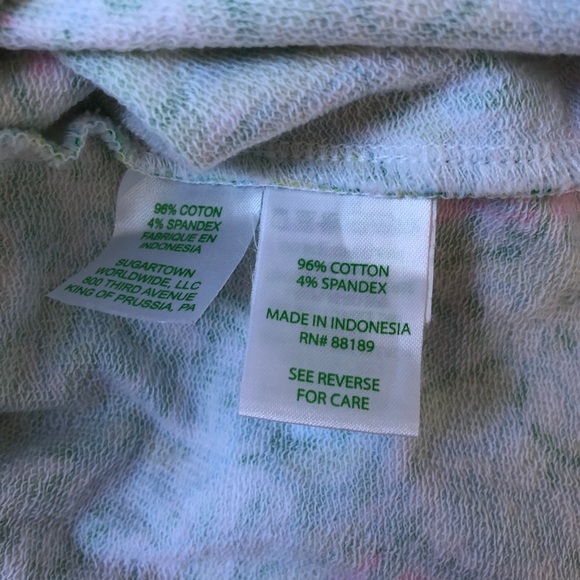 96% COTON
4% SPANDEX
FABRIQUE EN
INDONESIA
SUGARTOWN
WORLDWIDE, LLC
800 THIRD AVENUE
KING OF PRUSSIA, PA
96% COTTON
4% SPANDEX
MADE IN INDONESIA
RN# 88189
SEE REVERSE
FOR CARE